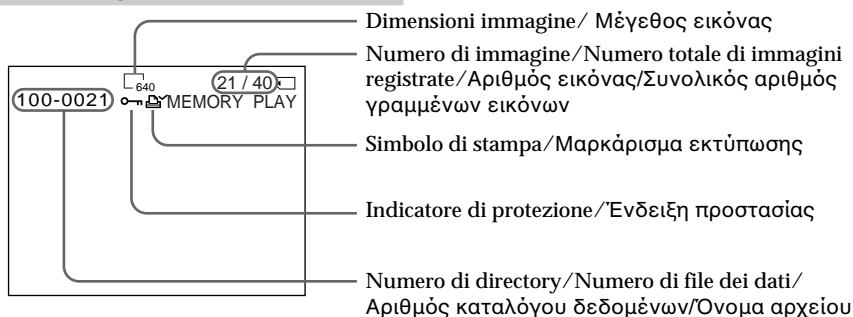 Dimensioni immagine/ Μέγεθος εικόνας
Numero di immagine/Numero totale di immagini
registrate/Αριθμός εικόνας/Συνολικός αριθμός
γραμμένων εικόνων
640
21 / 40
100-0021
MEMORY PLAY
Simbolo di stampa/Μαρκάρισμα εκτύπωσης
Indicatore di protezione/Ένδειξη προστασίας
Numero di directory/Numero di file dei dati/
Αριθμός καταλόγου δεδομένων/Όνομα αρχείου